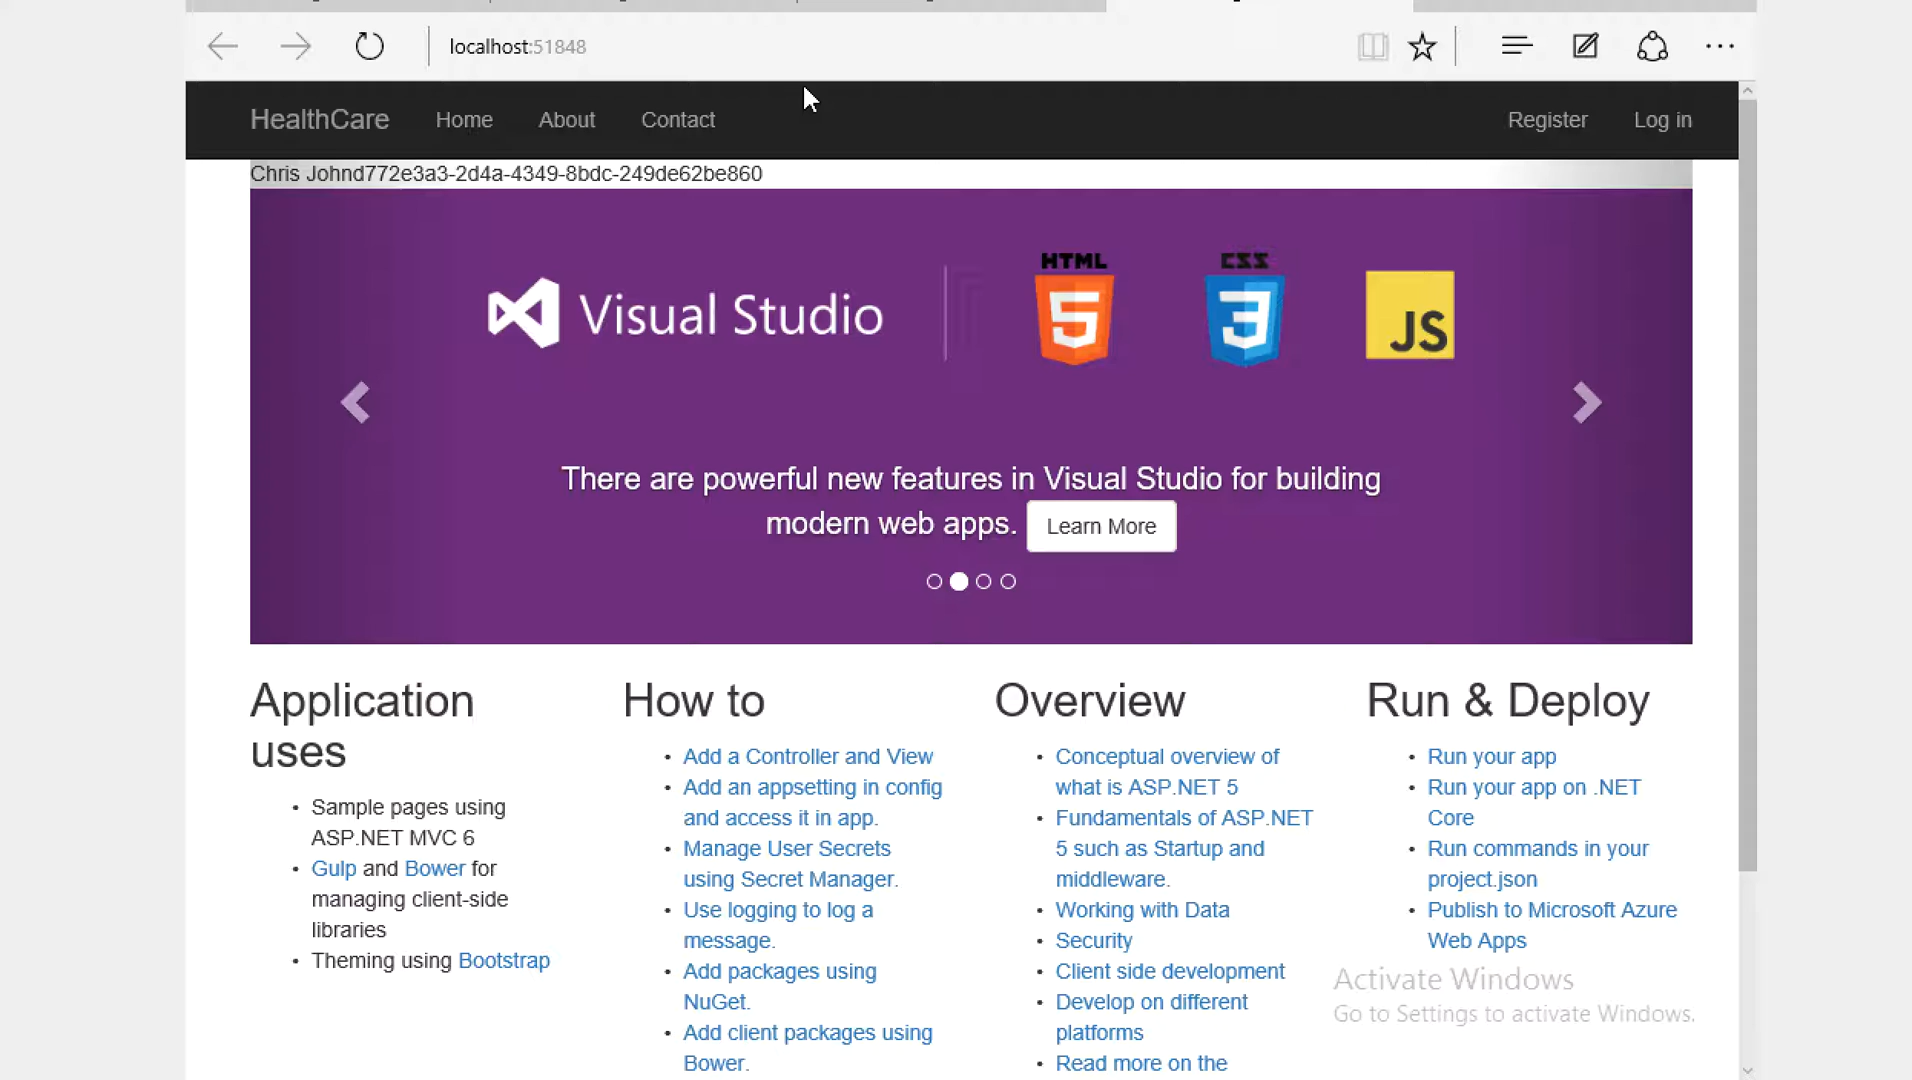 localhost:51848
HealthCare Home About Contact Register Log in
Chris Johnd772e3a3-2d4a-4349-8bdc-249de62be860
Visual Studio
HTML
5
CSS
3
JS
There are powerful new features in Visual Studio for building
modern web apps. Learn More
Application
uses
Sample pages using
ASP.NET MVC 6
Gulp and Bower for
managing client-side
libraries
Theming using Bootstrap
How to
Add a Controller and View
Add an appsetting in config
and access it in app.
Manage User Secrets
using Secret Manager.
Use logging to log a
message.
Add packages using
NuGet.
Add client packages using
Bower.
Overview
Conceptual overview of
what is ASP.NET 5
Fundamentals of ASP.NET
5 such as Startup and
middleware.
Working with Data
Security
Client side development
Develop on different
platforms
Read more on the
Run & Deploy
Run your app
Run your app on .NET
Core
Run commands in your
project.json
Publish to Microsoft Azure
Web Apps
Activate Windows
Go to Settings to activate Windows.